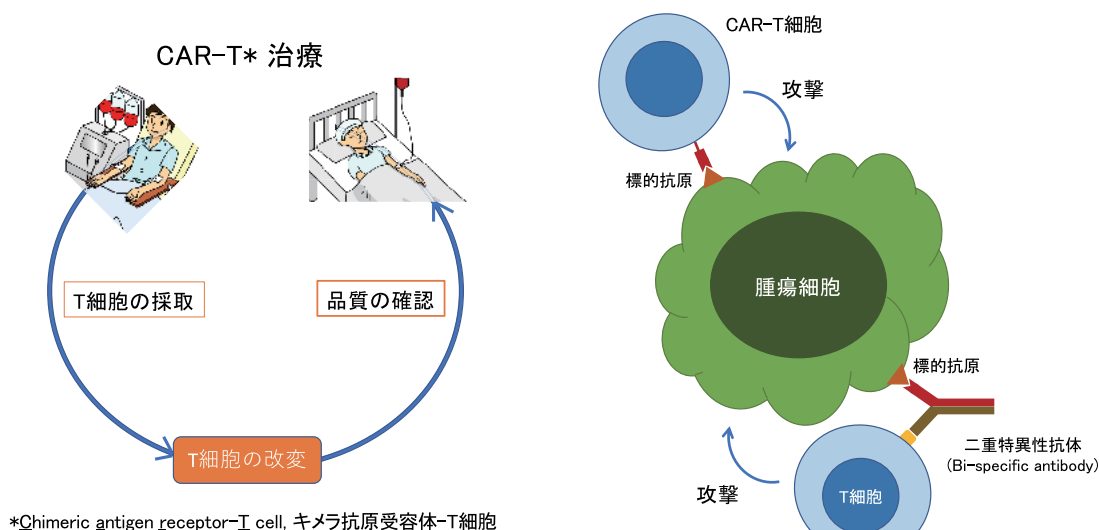 CAR-T* 治療
T細胞の採取
品質の確認
T細胞の改変
*Chimeric antigen receptor-T cell, キメラ抗原受容体-T細胞
CAR-T細胞
攻撃
標的抗原
腫瘍細胞
標的抗原
二重特異性抗体
(Bi-specific antibody)
攻撃
T細胞